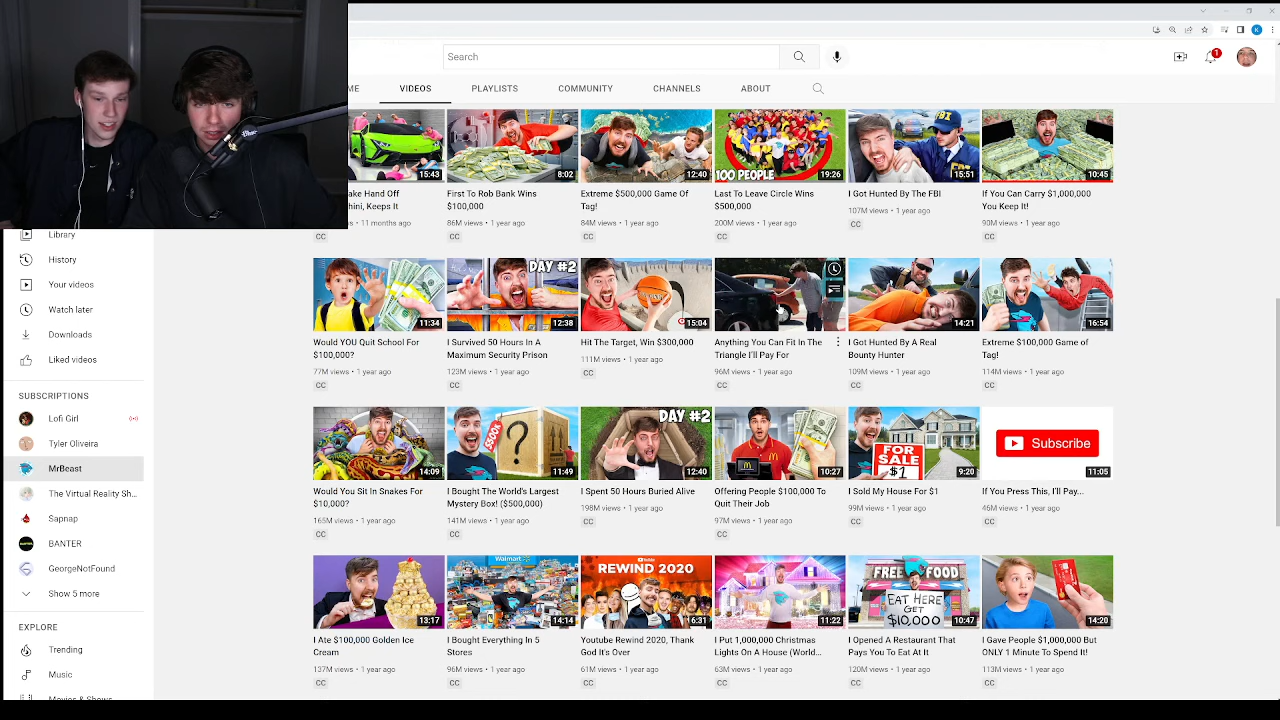 Search
1
K
ME
VIDEOS
PLAYLISTS
COMMUNITY
CHANNELS
ABOUT
15:43
8:02
12:40
100 PEOPLE
19:26
FBI
15:51
10:45
ake Hand Off
hini, Keeps It
11 months ago
CC
First To Rob Bank Wins
$100,000
86M views • 1 year ago
CC
Extreme $500,000 Game Of
Tag!
84M views • 1 year ago
CC
Last To Leave Circle Wins
$500,000
200M views • 1 year ago
CC
I Got Hunted By The FBI
107M views • 1 year ago
CC
If You Can Carry $1,000,000
You Keep It!
90M views • 1 year ago
CC
Library
History
Your videos
Watch later
Downloads
Liked videos
SUBSCRIPTIONS
Lofi Girl
Tyler Oliveira
MrBeast
The Virtual Reality Sh...
Sapnap
BANTER
GeorgeNotFound
Show 5 more
EXPLORE
Trending
Music
Movies & Shows
11:34
DAY #2
12:38
15:04
14:21
16:54
Would YOU Quit School For
$100,000?
77M views • 1 year ago
CC
I Survived 50 Hours In A
Maximum Security Prison
123M views • 1 year ago
CC
Hit The Target, Win $300,000
111M views • 1 year ago
CC
Anything You Can Fit In The
Triangle I'll Pay For
96M views • 1 year ago
CC
I Got Hunted By A Real
Bounty Hunter
109M views • 1 year ago
CC
Extreme $100,000 Game of
Tag!
114M views • 1 year ago
CC
14:09
$500K
?
11:49
DAY #2
12:40
10:27
FOR
SALE
$1
9:20
Subscribe
11:05
Would You Sit In Snakes For
$10,000?
165M views • 1 year ago
CC
I Bought The World's Largest
Mystery Box! ($500,000)
141M views • 1 year ago
CC
I Spent 50 Hours Buried Alive
198M views • 1 year ago
CC
Offering People $100,000 To
Quit Their Job
97M views • 1 year ago
CC
I Sold My House For $1
99M views • 1 year ago
CC
If You Press This, I'll Pay...
46M views • 1 year ago
CC
13:17
Walmart
14:14
YouTube
REWIND 2020
6:31
11:22
FREE FOOD
EAT HERE
GET
$10,000
10:47
14:20
I Ate $100,000 Golden Ice
Cream
137M views • 1 year ago
CC
I Bought Everything In 5
Stores
96M views • 1 year ago
CC
Youtube Rewind 2020, Thank
God It's Over
61M views • 1 year ago
CC
I Put 1,000,000 Christmas
Lights On A House (World...
63M views • 1 year ago
CC
I Opened A Restaurant That
Pays You To Eat At It
120M views • 1 year ago
CC
I Gave People $1,000,000 But
ONLY 1 Minute To Spend It!
113M views • 1 year ago
CC